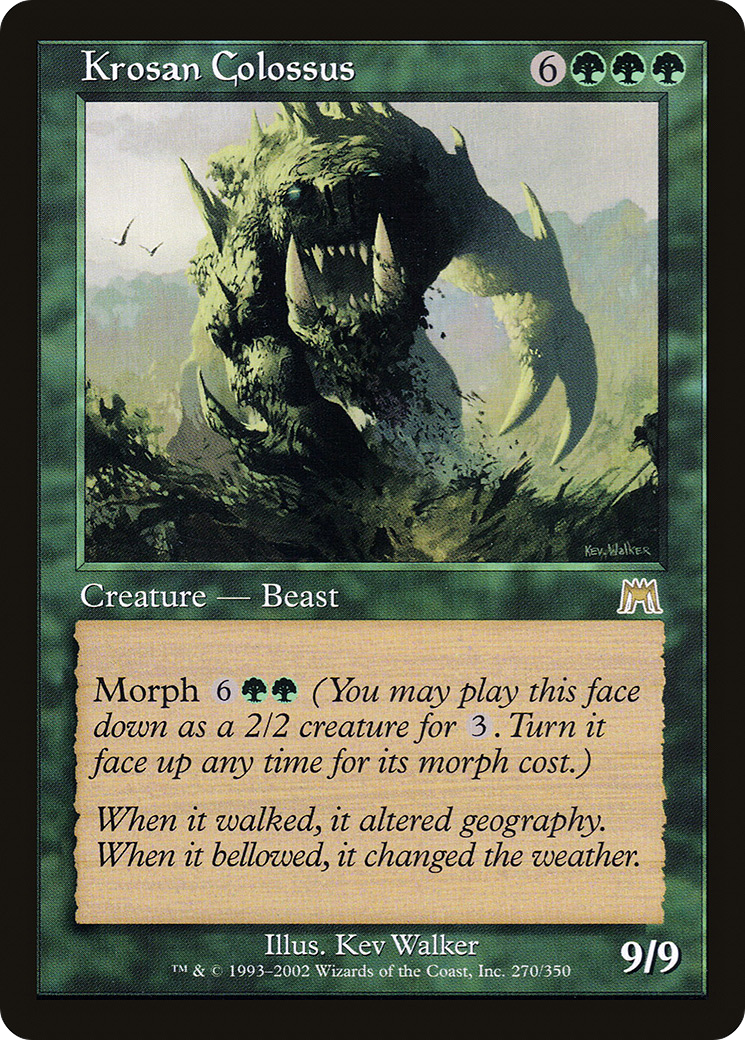 Krosan Colossus 6
Kev. Walker
Creature — Beast
Morph 6 (You may play this face
down as a 2/2 creature for 3. Turn it
face up any time for its morph cost.)
When it walked, it altered geography.
When it bellowed, it changed the weather.
Illus. Kev Walker
™ & © 1993–2002 Wizards of the Coast, Inc. 270/350
9/9